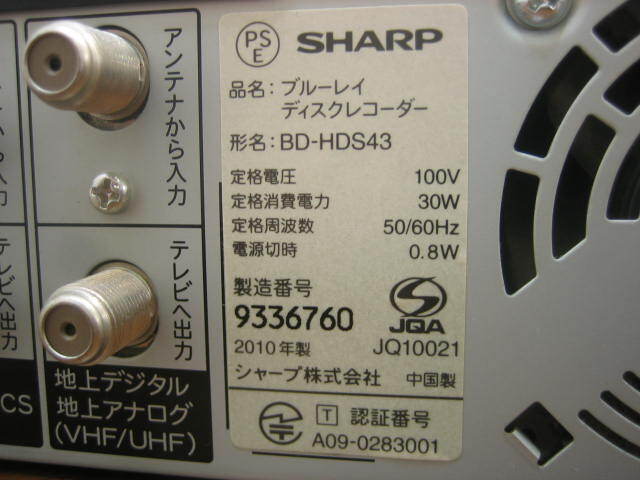 アンテナから入力
テレビへ出力
地上デジタル
地上アナログ
(VHF/UHF)
CS
PS
E
SHARP
品名：ブルーレイ
ディスクレコーダー
形名：BD-HDS43
定格電圧 100V
定格消費電力 30W
定格周波数 50/60Hz
電源切時 0.8W
製造番号
9336760
JQA
2010年製 JQ10021
シャープ株式会社 中国製
T 認証番号
A09-0283001